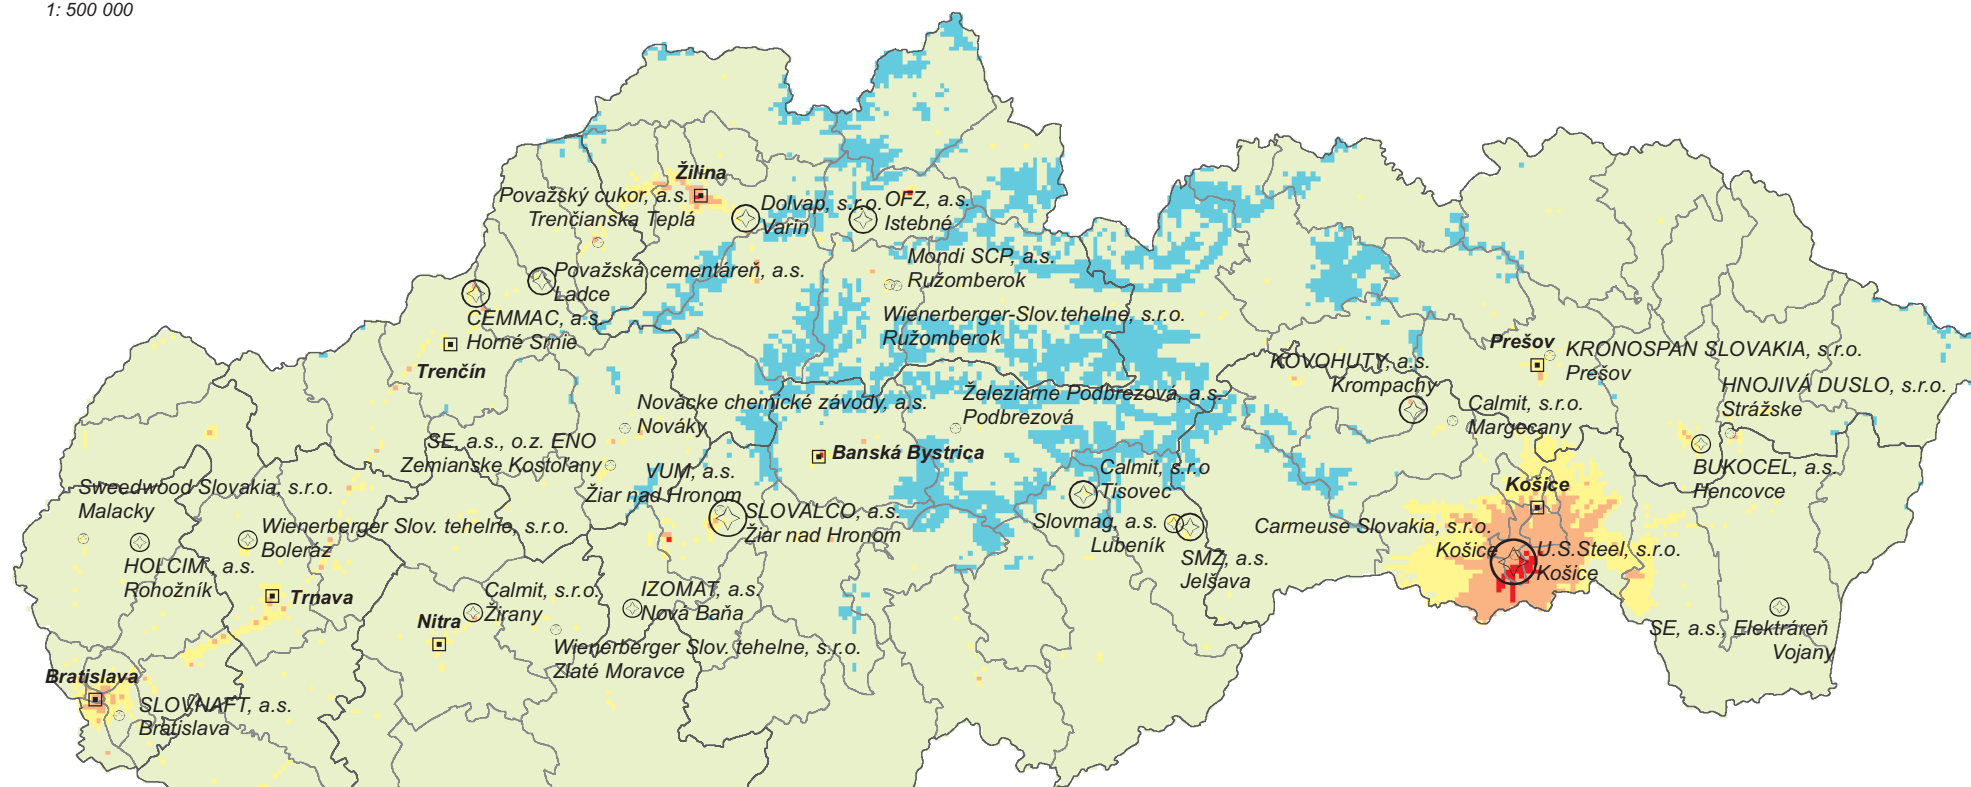 1: 500 000
Žilina
Považský cukor, a.s.
Trenčianska Teplá
Dolvap, s.r.o.
Varín
OFZ, a.s.
Istebné
Považská cementáreň, a.s.
Ladce
Mondi SCP, a.s.
Ružomberok
CEMMAC, a.s.
Horné Srnie
Wienerberger-Slov.tehelne, s.r.o.
Ružomberok
Trenčín
Prešov
KRONOSPAN SLOVAKIA, s.r.o.
Prešov
KOVOHUTY, a.s.
Krompachy
HNOJIVÁ DUSLO, s.r.o.
Strážske
Novácke chemické závody, a.s.
Nováky
Železiarne Podbrezová, a.s.
Podbrezová
Calmit, s.r.o.
Margecany
SE, a.s., o.z. ENO
Zemianske Kostoľany
Banská Bystrica
VUM, a.s.
Žiar nad Hronom
Calmit, s.r.o
Tisovec
BUKOCEL, a.s.
Hencovce
Sweedwood Slovakia, s.r.o.
Malacky
Košice
SLOVALCO, a.s.
Žiar nad Hronom
Slovmag, a.s.
Lubeník
Wienerberger Slov. tehelne, s.r.o.
Boleráz
Carmeuse Slovakia, s.r.o.
Košice
U.S.Steel, s.r.o.
Košice
SMZ, a.s.
Jelšava
HOLCIM , a.s.
Rohožník
Trnava
Calmit, s.r.o.
Žirany
IZOMAT, a.s.
Nová Baňa
Nitra
SE, a.s., Elektráreň
Vojany
Wienerberger Slov. tehelne, s.r.o.
Zlaté Moravce
Bratislava
SLOVNAFT, a.s.
Bratislava